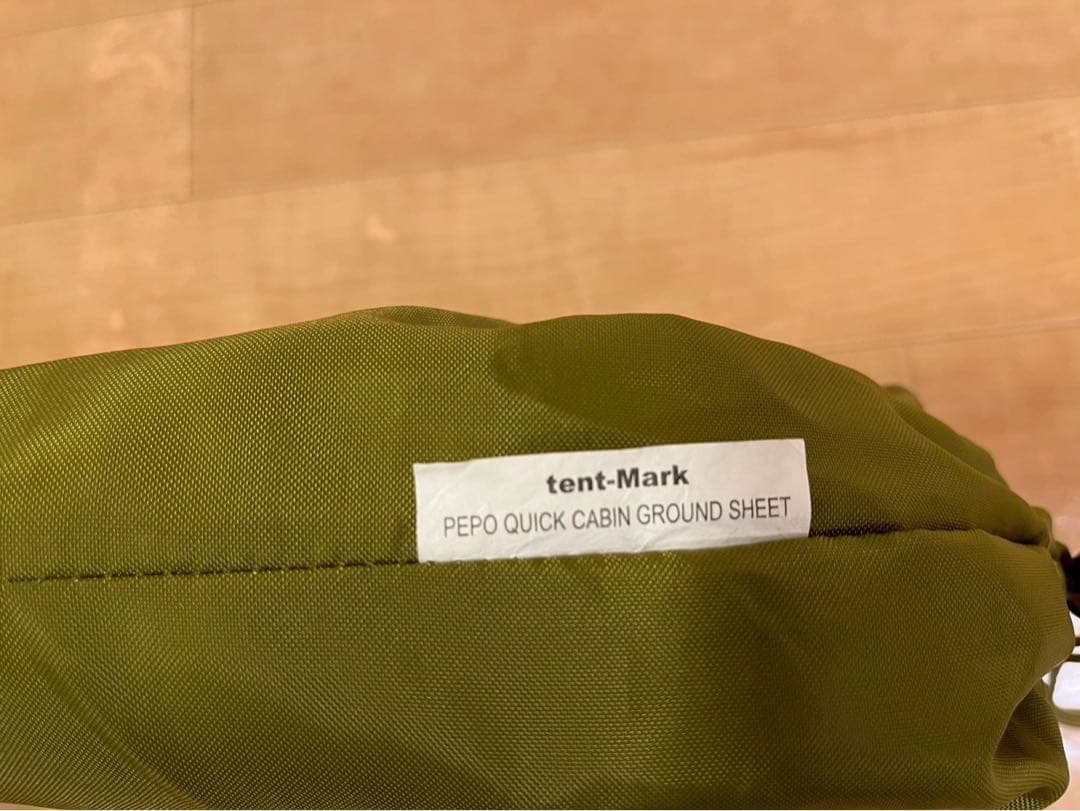 tent-Mark
PEPO QUICK CABIN GROUND SHEET